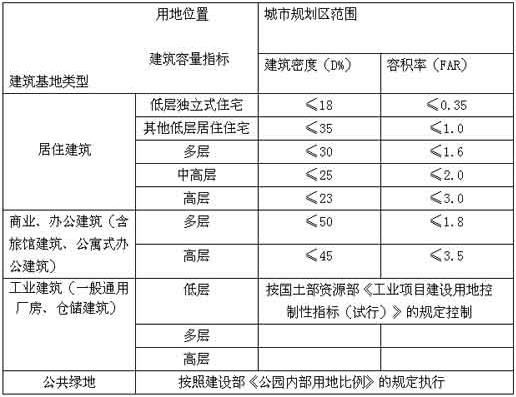 用地位置
城市规划区范围
建筑容量指标
建筑基地类型
建筑密度（D%）
容积率（FAR）
居住建筑
低层独立式住宅
≤18
≤0.35
其他低层居住住宅
≤35
≤1.0
多层
≤30
≤1.6
中高层
≤25
≤2.0
高层
≤23
≤3.0
商业、办公建筑（含
旅馆建筑、公寓式办
公建筑）
多层
≤50
≤1.8
高层
≤45
≤3.5
工业建筑（一般通用
厂房、仓储建筑）
低层
按国土部资源部《工业项目建设用地控
制性指标（试行）》的规定控制
多层
高层
公共绿地
按照建设部《公园内部用地比例》的规定执行